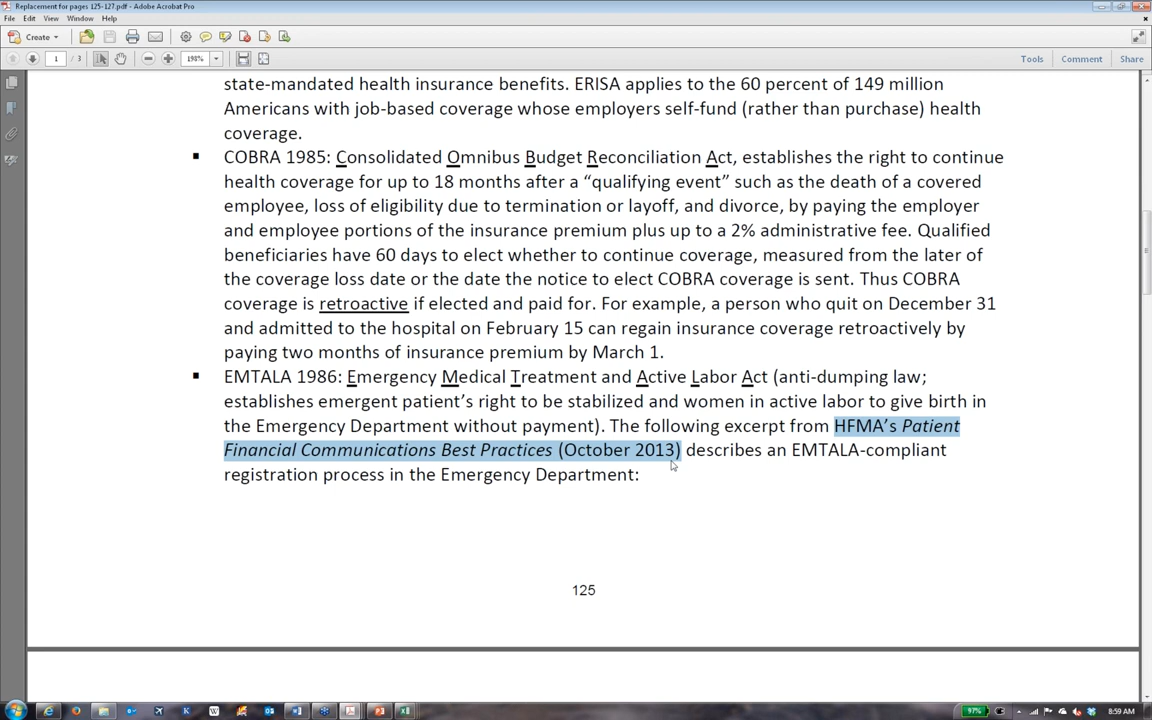 Replacement for pages 125-127.pdf - Adobe Acrobat Pro
File Edit View Window Help
Create
1 / 3 198% Tools Comment Share
state-mandated health insurance benefits. ERISA applies to the 60 percent of 149 million
Americans with job-based coverage whose employers self-fund (rather than purchase) health
coverage.
▪ COBRA 1985: Consolidated Omnibus Budget Reconciliation Act, establishes the right to continue
health coverage for up to 18 months after a “qualifying event” such as the death of a covered
employee, loss of eligibility due to termination or layoff, and divorce, by paying the employer
and employee portions of the insurance premium plus up to a 2% administrative fee. Qualified
beneficiaries have 60 days to elect whether to continue coverage, measured from the later of
the coverage loss date or the date the notice to elect COBRA coverage is sent. Thus COBRA
coverage is retroactive if elected and paid for. For example, a person who quit on December 31
and admitted to the hospital on February 15 can regain insurance coverage retroactively by
paying two months of insurance premium by March 1.
▪ EMTALA 1986: Emergency Medical Treatment and Active Labor Act (anti-dumping law;
establishes emergent patient’s right to be stabilized and women in active labor to give birth in
the Emergency Department without payment). The following excerpt from HFMA’s Patient
Financial Communications Best Practices (October 2013) describes an EMTALA-compliant
registration process in the Emergency Department:
125
97% 8:59 AM